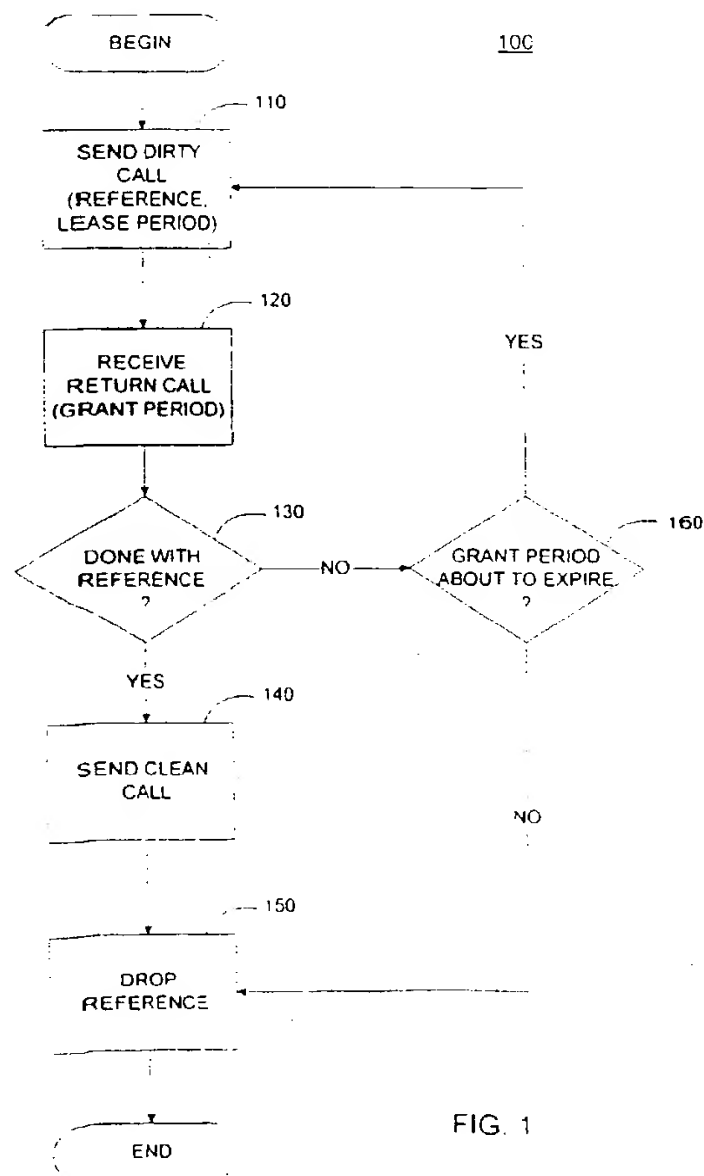 BEGIN
100
110
SEND DIRTY
CALL
(REFERENCE,
LEASE PERIOD)
120
RECEIVE
RETURN CALL
(GRANT PERIOD)
YES
130
DONE WITH
REFERENCE
?
NO
160
GRANT PERIOD
ABOUT TO EXPIRE
?
YES
140
SEND CLEAN
CALL
NO
150
DROP
REFERENCE
END
FIG. 1